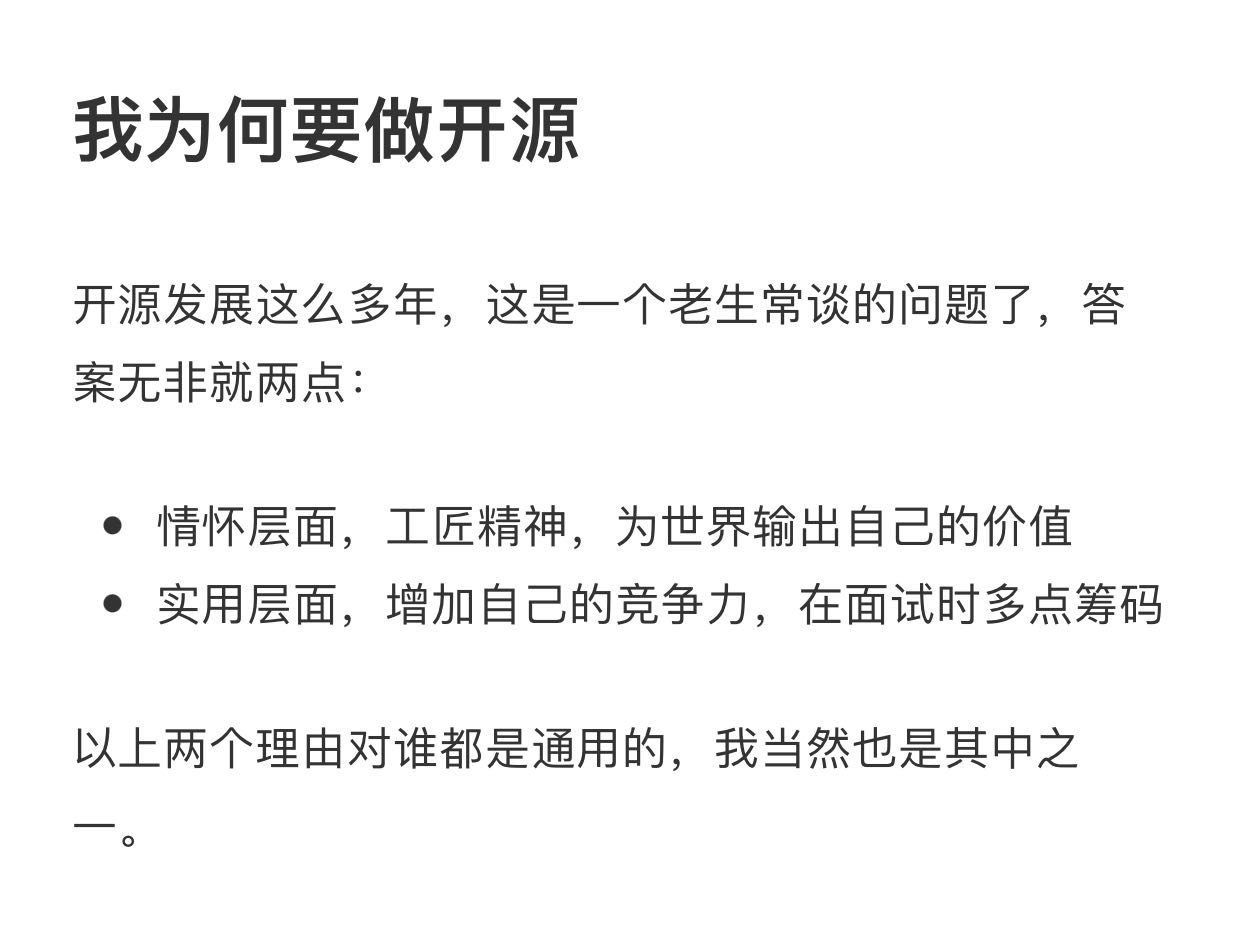 我为何要做开源
开源发展这么多年，这是一个老生常谈的问题了，答
案无非就两点：
• 情怀层面，工匠精神，为世界输出自己的价值
• 实用层面，增加自己的竞争力，在面试时多点筹码
以上两个理由对谁都是通用的，我当然也是其中之
一。